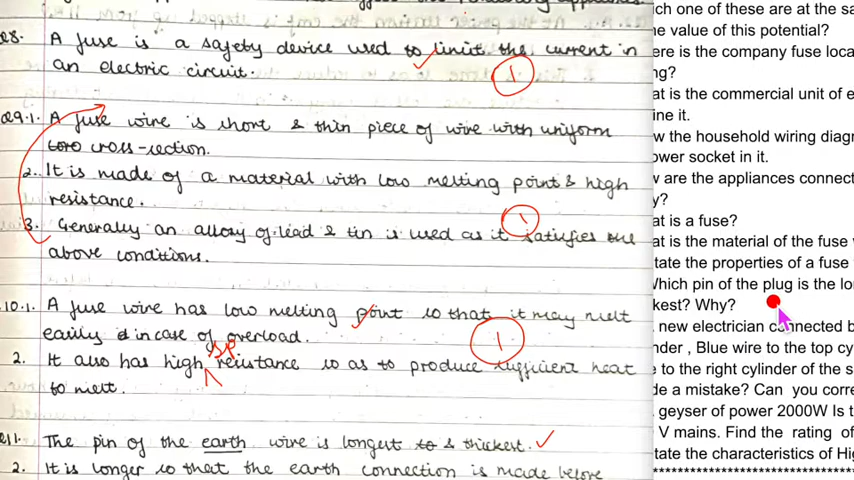 Q8. A fuse is a safety device used to limit the current in
an electric circuit.
1
Q9.1. A fuse wire is short & thin piece of wire with uniform
cross-section.
2. It is made of a material with low melting point & high
resistance.
3. Generally an alloy of lead & tin is used as it satisfies the
above conditions.
1
10.1. A fuse wire has low melting point so that it may melt
easily in case of overload.
1
sp
2. It also has high resistance so as to produce sufficient heat
to melt.
Q11. The pin of the earth wire is longest & thickest.
2. It is longer so that the earth connection is made before
ch one of these are at the sa
e value of this potential?
ere is the company fuse loca
ng?
at is the commercial unit of e
ine it.
w the household wiring diagr
ower socket in it.
w are the appliances connect
y?
at is a fuse?
at is the material of the fuse
tate the properties of a fuse
Which pin of the plug is the lo
kest? Why?
new electrician connected b
nder , Blue wire to the top cy
e to the right cylinder of the s
de a mistake? Can you corre
geyser of power 2000W Is t
V mains. Find the rating of
tate the characteristics of Hi